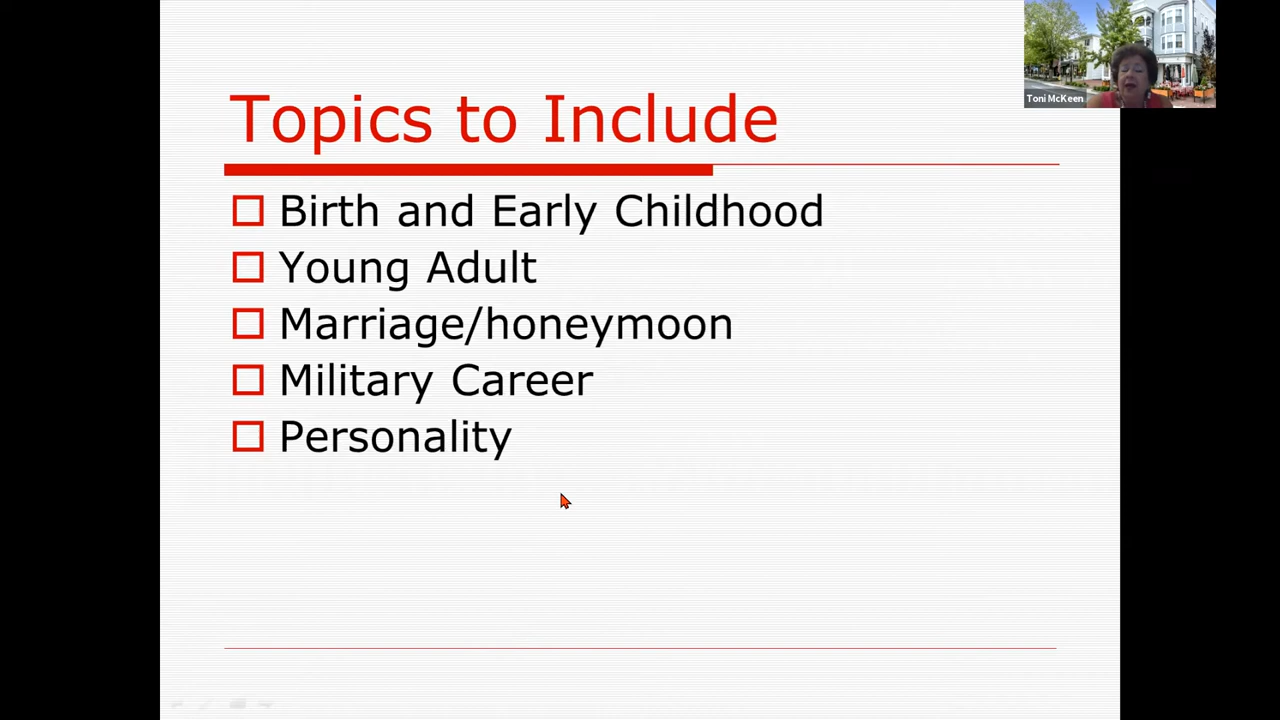 Topics to Include
Birth and Early Childhood
Young Adult
Marriage/honeymoon
Military Career
Personality
Toni McKeen